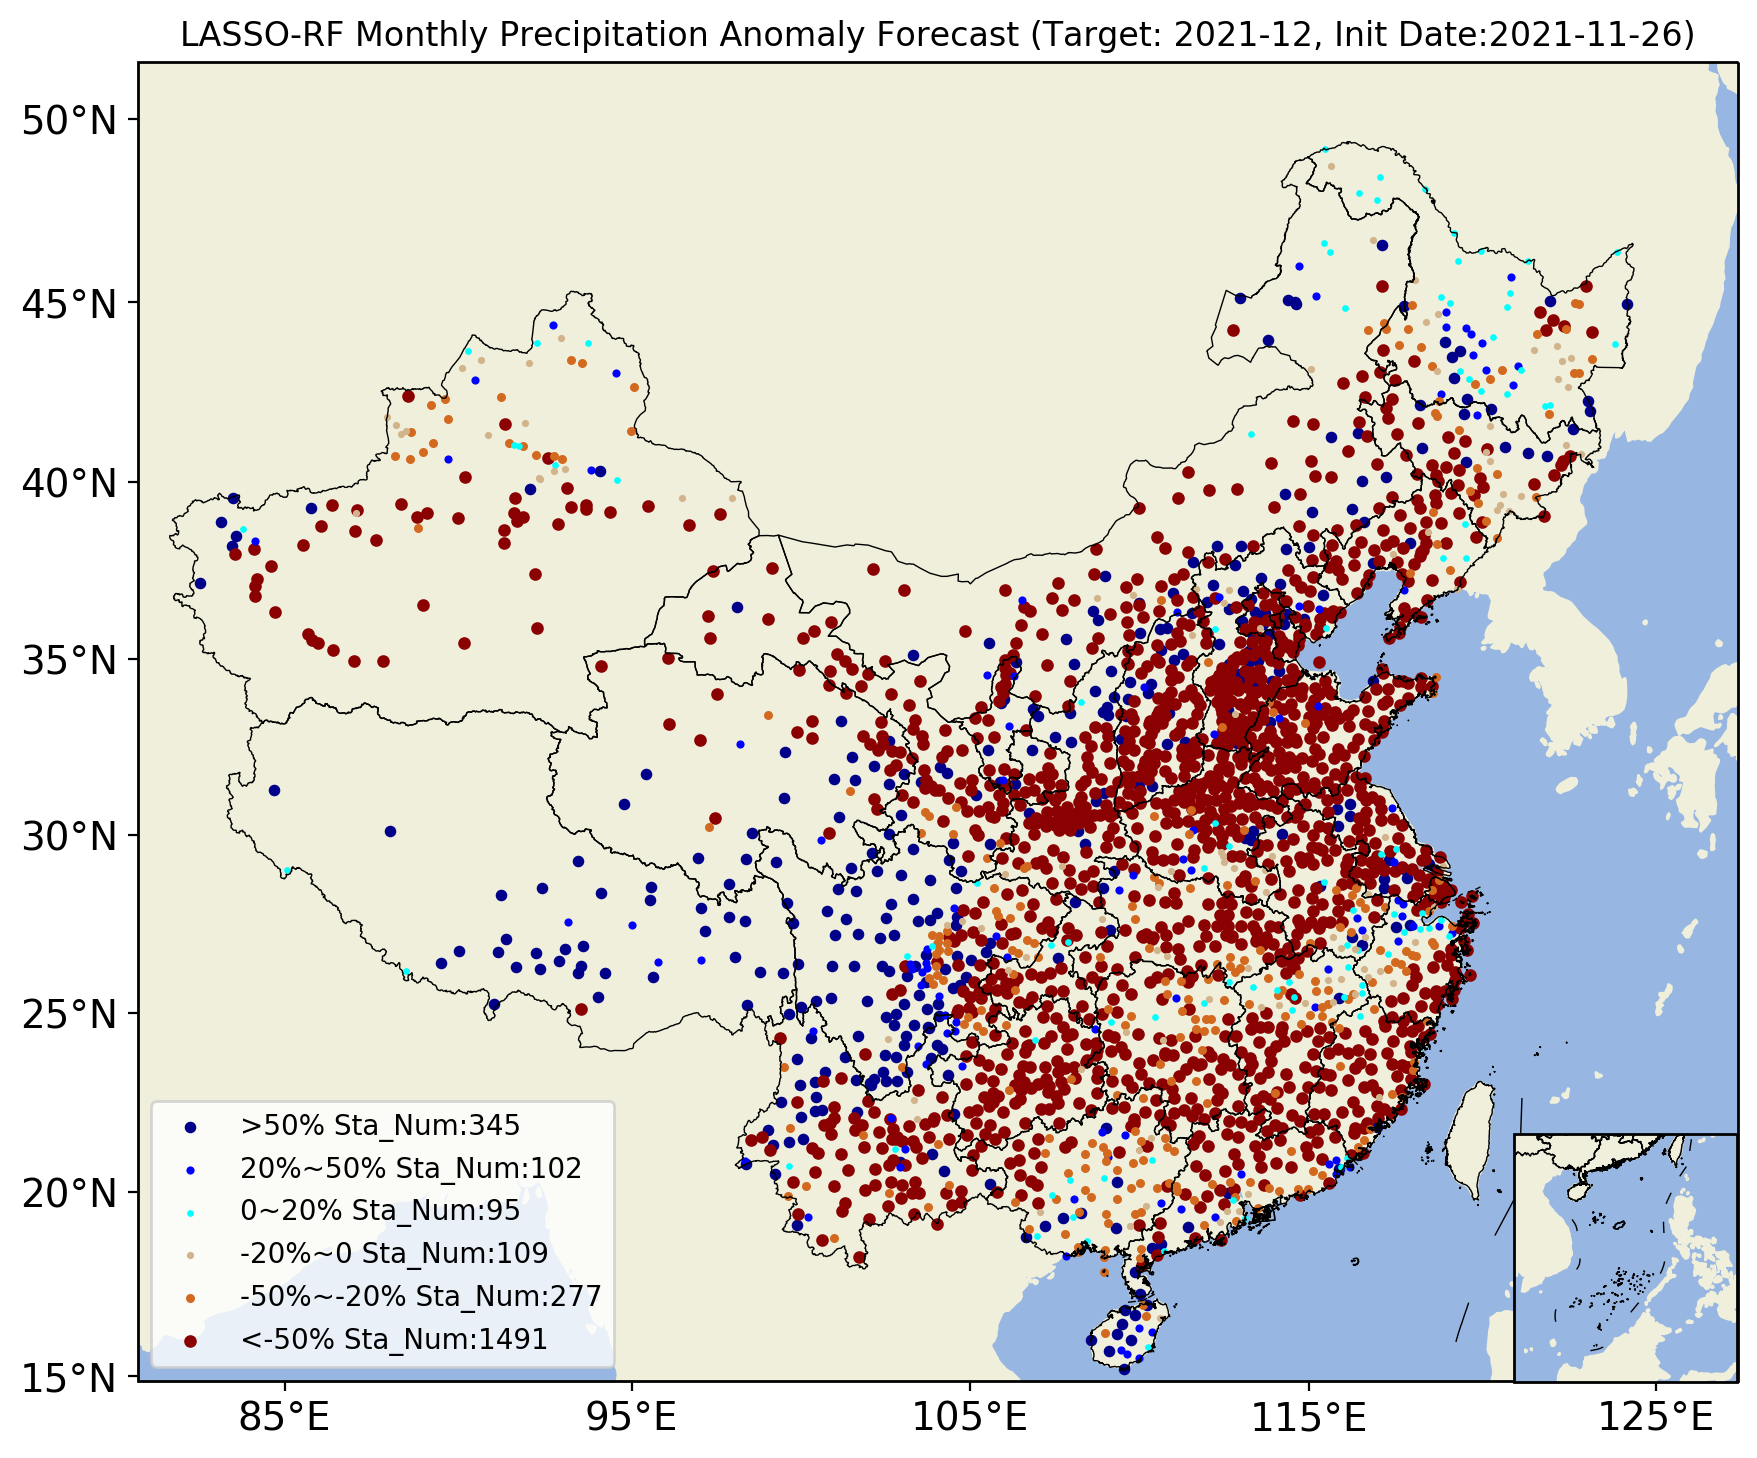 LASSO-RF Monthly Precipitation Anomaly Forecast (Target: 2021-12, Init Date:2021-11-26)
50°N
45°N
40°N
35°N
30°N
25°N
20°N
15°N
>50% Sta_Num:345
20%~50% Sta_Num:102
0~20% Sta_Num:95
-20%~0 Sta_Num:109
-50%~-20% Sta_Num:277
<-50% Sta_Num:1491
85°E
95°E
105°E
115°E
125°E